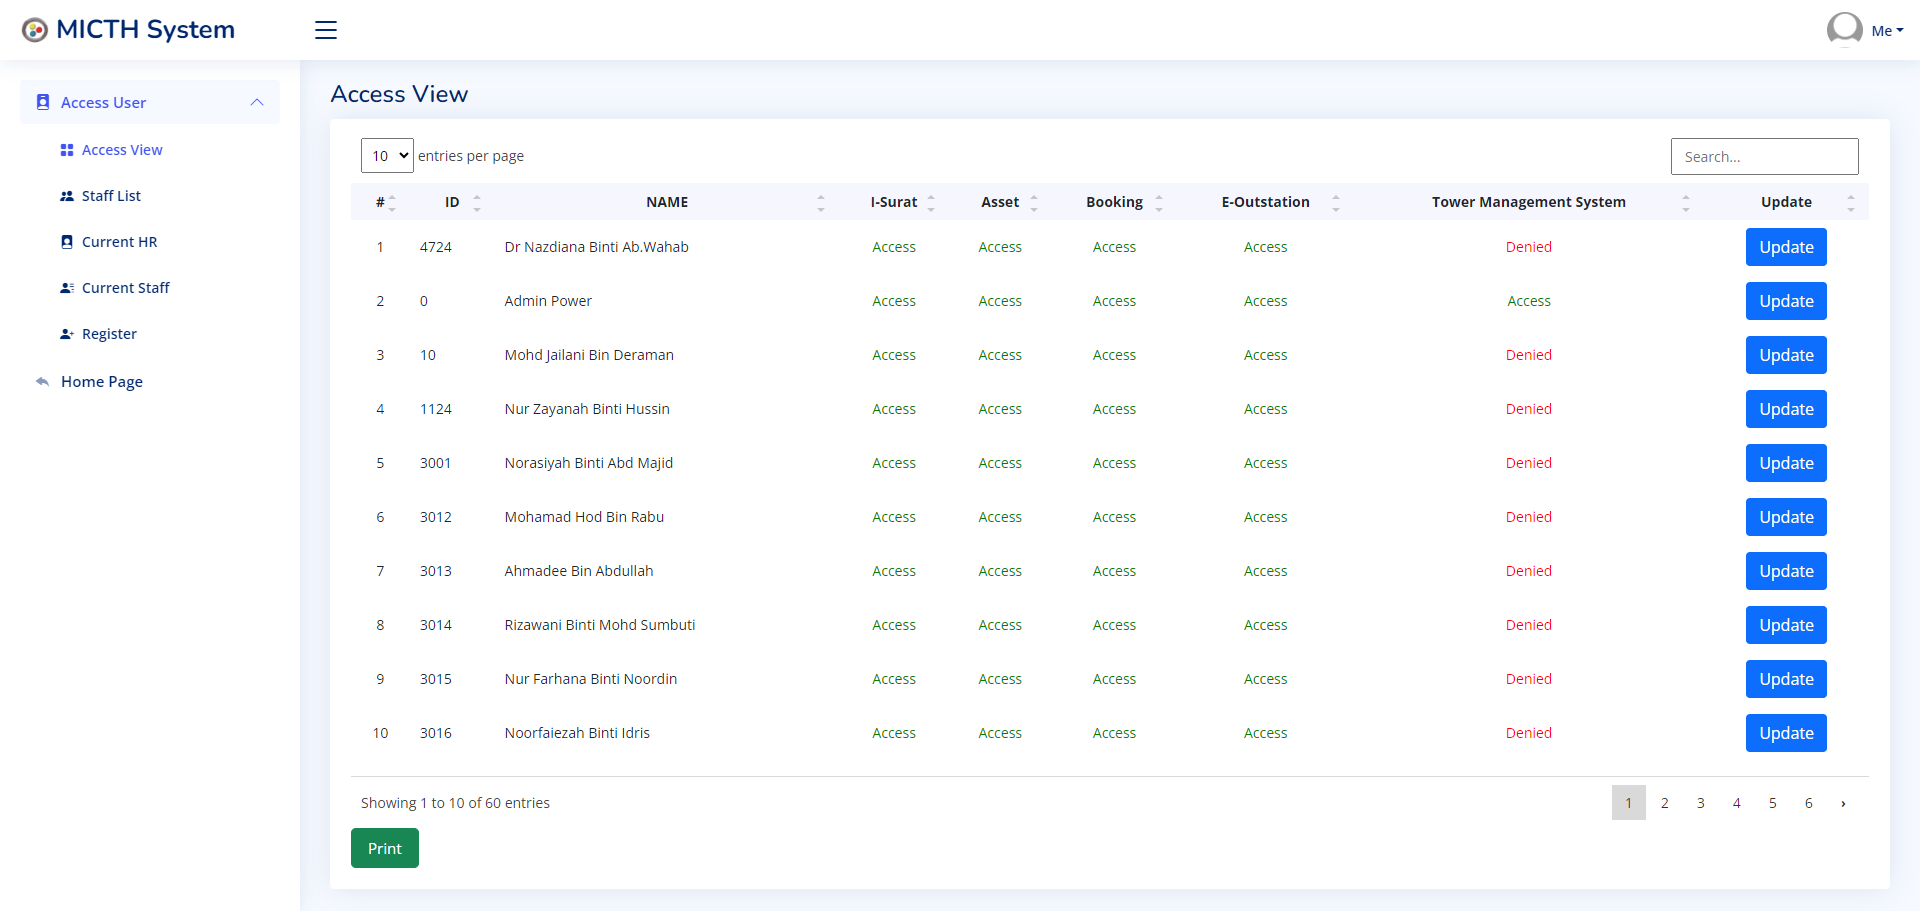 MICTH System
Me
Access User
Access View
Staff List
Current HR
Current Staff
Register
Home Page
Access View
10 entries per page
Search...
# ID NAME I-Surat Asset Booking E-Outstation Tower Management System Update
1 4724 Dr Nazdiana Binti Ab.Wahab Access Access Access Access Denied Update
2 0 Admin Power Access Access Access Access Access Update
3 10 Mohd Jailani Bin Deraman Access Access Access Access Denied Update
4 1124 Nur Zayanah Binti Hussin Access Access Access Access Denied Update
5 3001 Norasiyah Binti Abd Majid Access Access Access Access Denied Update
6 3012 Mohamad Hod Bin Rabu Access Access Access Access Denied Update
7 3013 Ahmadee Bin Abdullah Access Access Access Access Denied Update
8 3014 Rizawani Binti Mohd Sumbuti Access Access Access Access Denied Update
9 3015 Nur Farhana Binti Noordin Access Access Access Access Denied Update
10 3016 Noorfaiezah Binti Idris Access Access Access Access Denied Update
Showing 1 to 10 of 60 entries
1 2 3 4 5 6 ›
Print